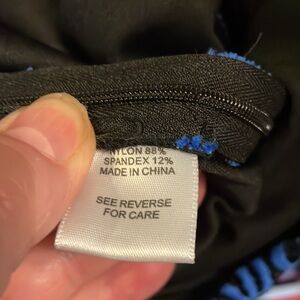 NYLON 88%
SPANDEX 12%
MADE IN CHINA
SEE REVERSE
FOR CARE